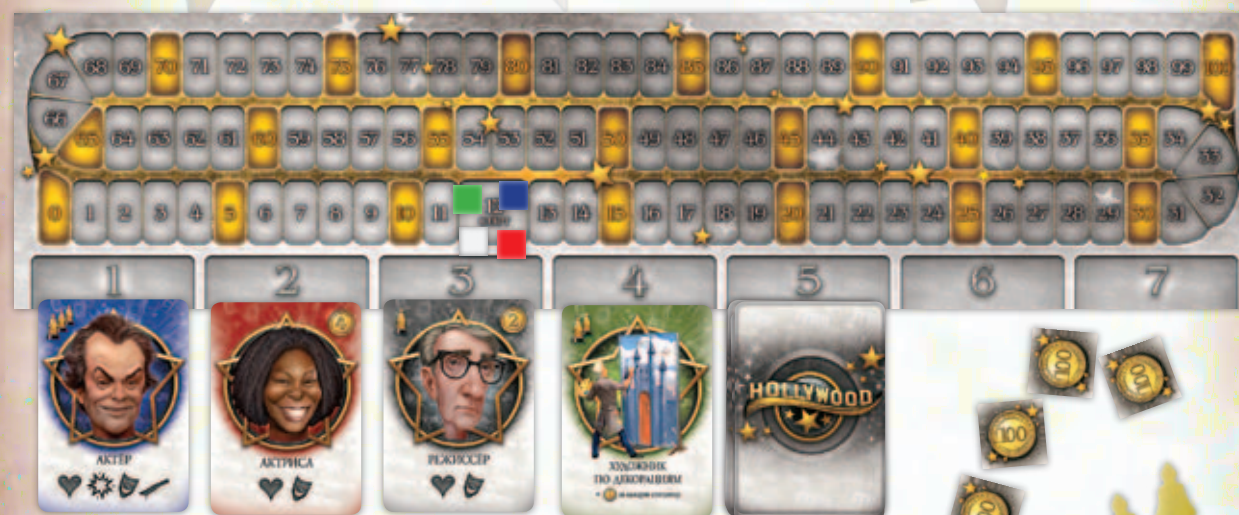 67 68 69 70 71 72 73 74 75 76 77 78 79 80 81 82 83 84 85 86 87 88 89 90 91 92 93 94 95 96 97 98 99 100
66 65 64 63 62 61 60 59 58 57 56 55 54 53 52 51 50 49 48 47 46 45 44 43 42 41 40 39 38 37 36 35 34 33
0 1 2 3 4 5 6 7 8 9 10 11 12 13 14 15 16 17 18 19 20 21 22 23 24 25 26 27 28 29 30 31 32
1 2 3 4 5 6 7
4 2
HOLLYWOOD
100
АКТЁР
АКТРИСА
РЕЖИССЁР
ХУДОЖНИК
ПО ДЕКОРАЦИЯМ